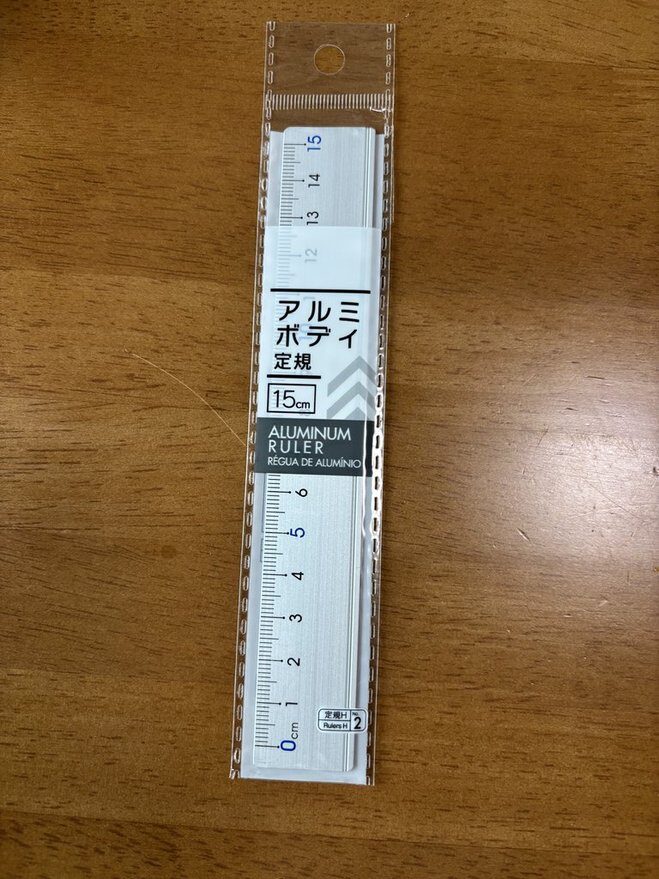 15
14
13
12
アルミ
ボディ
定規
15cm
ALUMINUM
RULER
RÉGUA DE ALUMÍNIO
6
5
4
3
2
1
0cm
定規H
Rulers H
No.
2